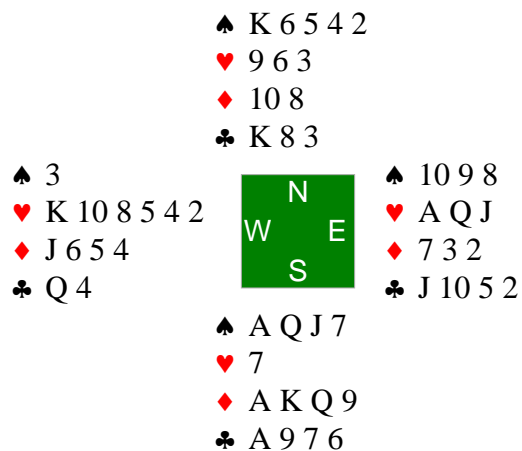 ♠ K 6 5 4 2
♥ 9 6 3
♦ 10 8
♣ K 8 3
♠ 3
♥ K 10 8 5 4 2
♦ J 6 5 4
♣ Q 4
N
W E
S
♠ 10 9 8
♥ A Q J
♦ 7 3 2
♣ J 10 5 2
♠ A Q J 7
♥ 7
♦ A K Q 9
♣ A 9 7 6